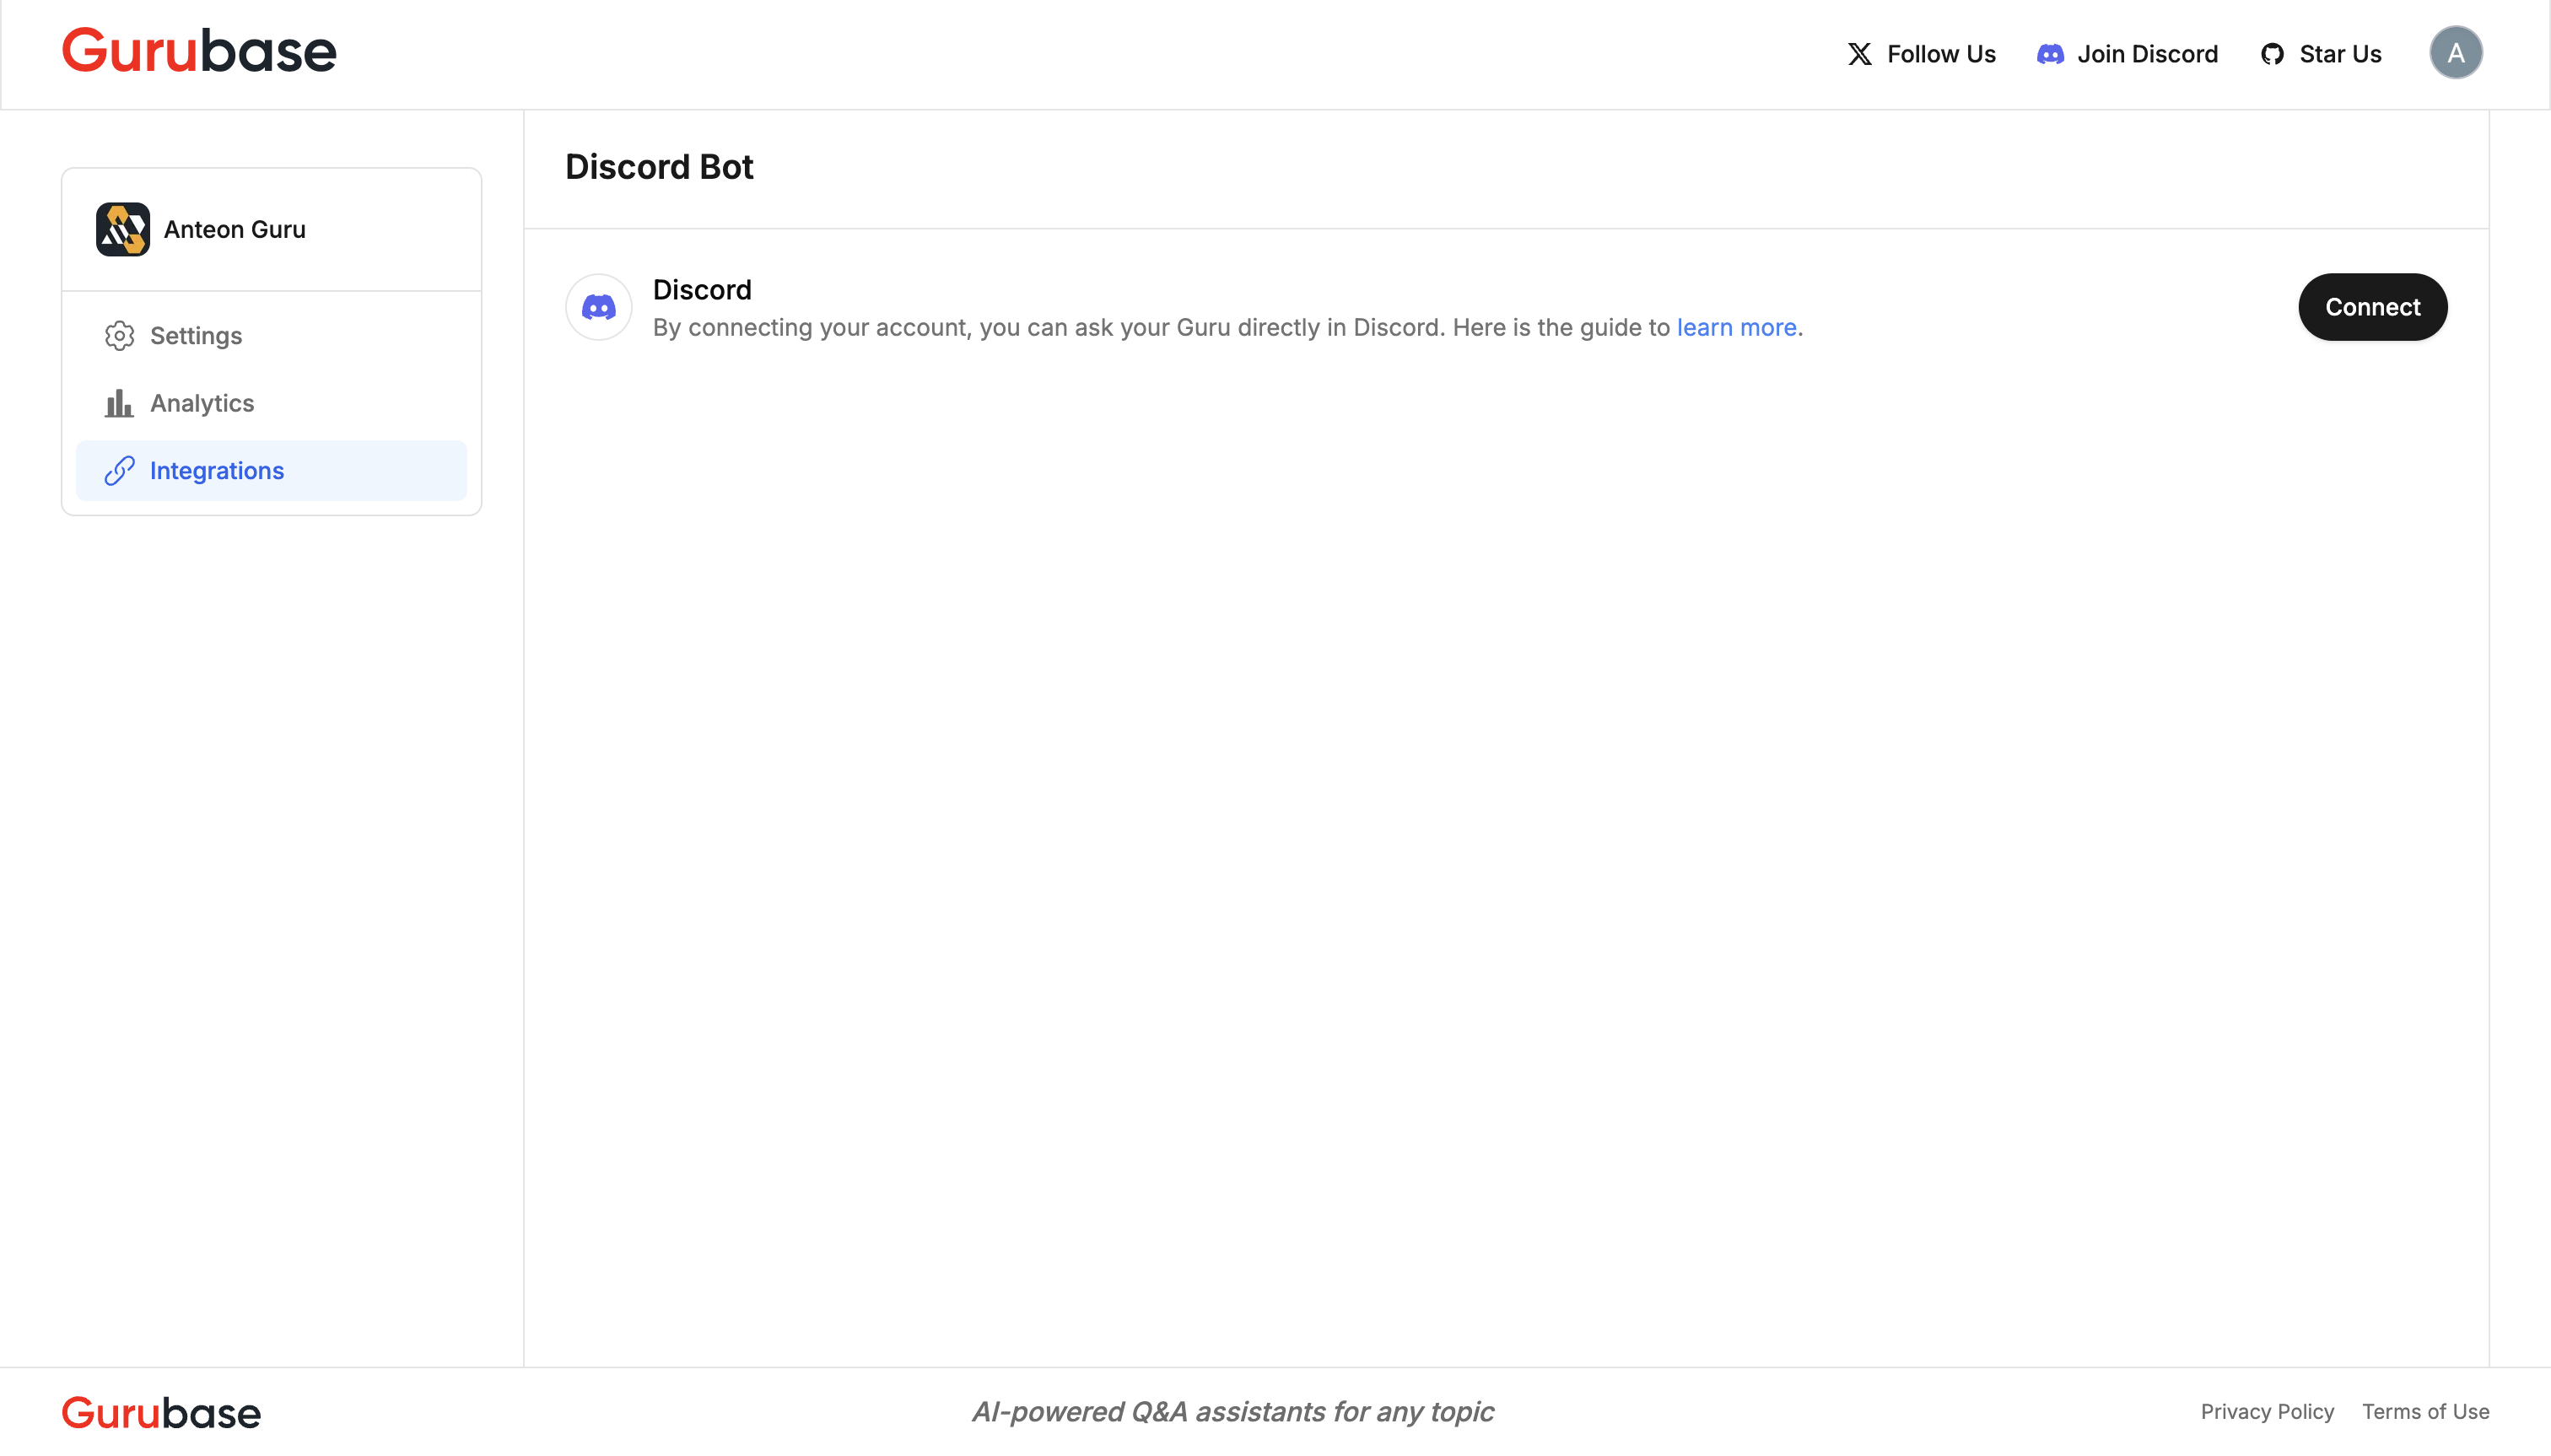 Gurubase
Follow Us
Join Discord
Star Us
A
Anteon Guru
Settings
Analytics
Integrations
Discord Bot
Discord
By connecting your account, you can ask your Guru directly in Discord. Here is the guide to learn more.
Connect
Gurubase
AI-powered Q&A assistants for any topic
Privacy Policy
Terms of Use